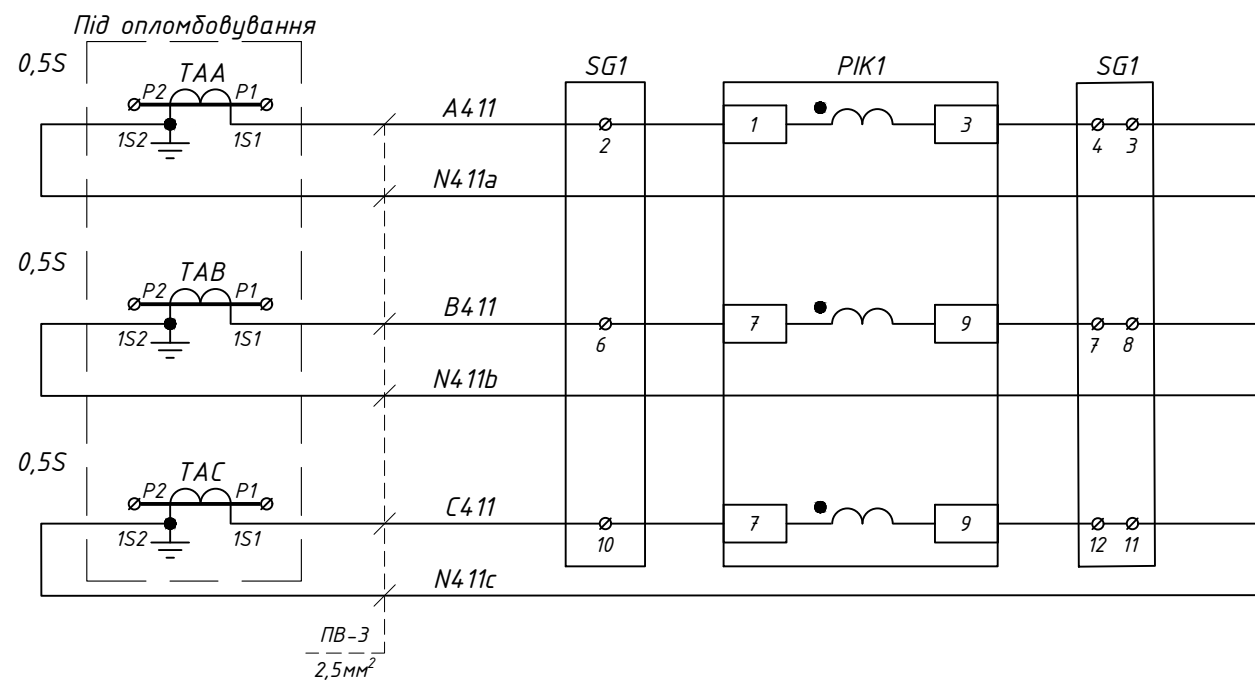 Під опломбовування
0,5S
TAA
P2
P1
1S2
1S1
A411
N411a
SG1
2
PIK1
1
3
SG1
4
3
0,5S
TAB
P2
P1
1S2
1S1
B411
N411b
6
7
9
7
8
0,5S
TAC
P2
P1
1S2
1S1
C411
N411c
10
7
9
12
11
ПВ-3
2,5мм²